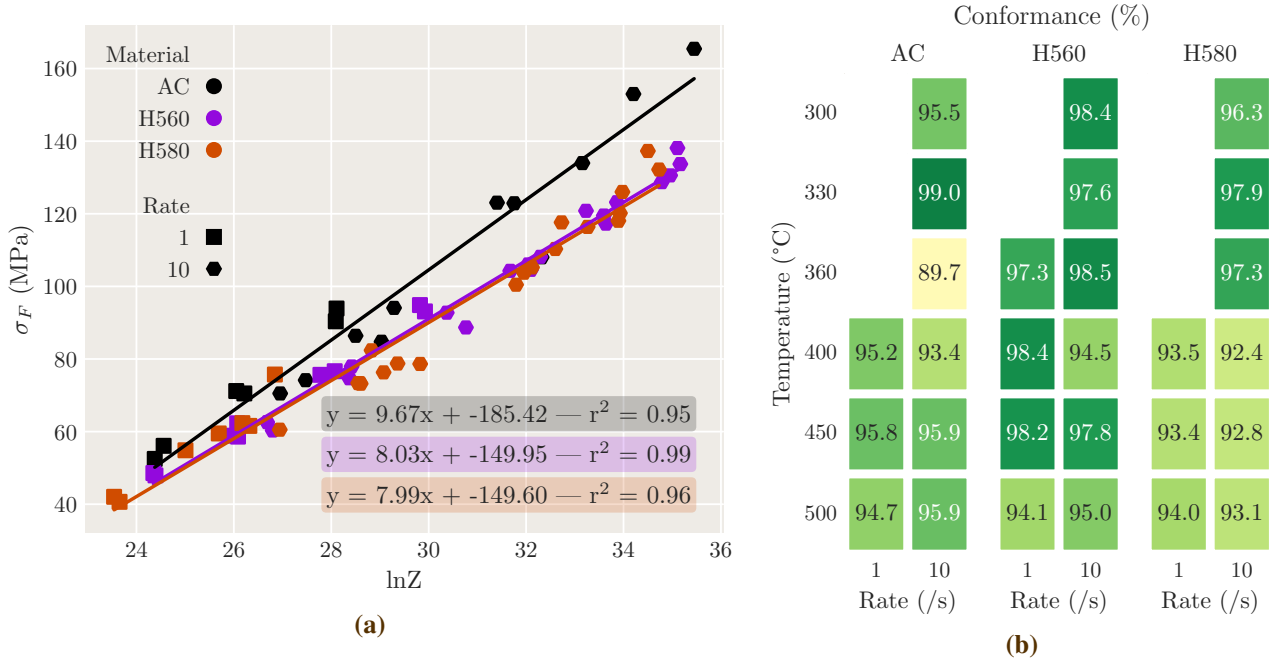 Material
AC
H560
H580
Rate
1
10
160
140
120
100
80
60
40
σF (MPa)
y = 9.67x + -185.42 — r² = 0.95
y = 8.03x + -149.95 — r² = 0.99
y = 7.99x + -149.60 — r² = 0.96
24 26 28 30 32 34 36
lnZ
(a)
Conformance (%)
AC H560 H580
Temperature (°C)
300 95.5 98.4 96.3
330 99.0 97.6 97.9
360 89.7 97.3 98.5 97.3
400 95.2 93.4 98.4 94.5 93.5 92.4
450 95.8 95.9 98.2 97.8 93.4 92.8
500 94.7 95.9 94.1 95.0 94.0 93.1
1 10 1 10 1 10
Rate (/s) Rate (/s) Rate (/s)
(b)